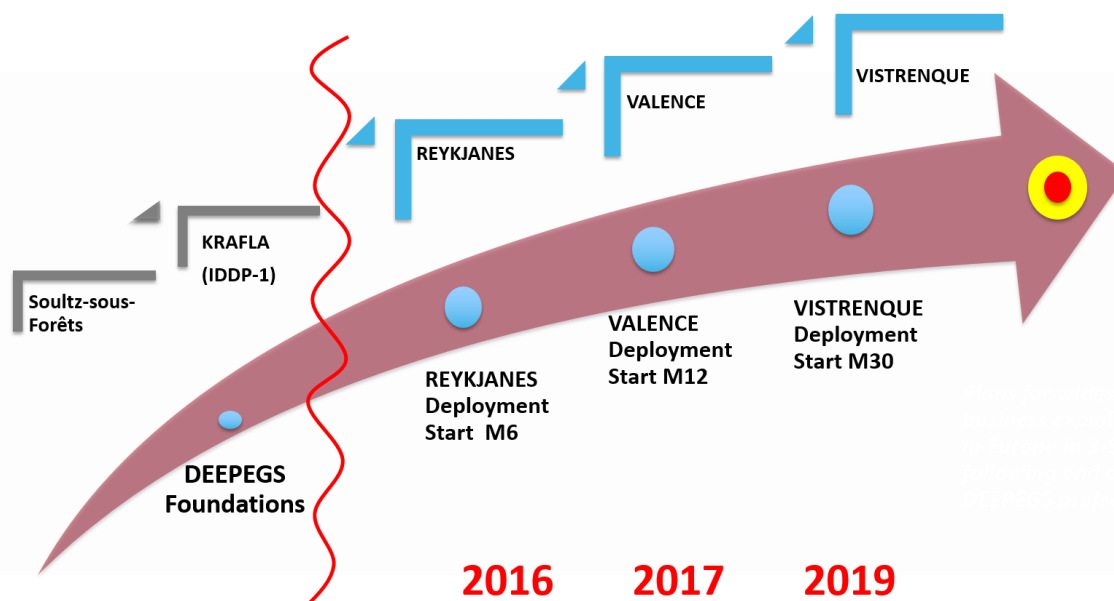 VISTRENQUE
VALENCE
REYKJANES
KRAFLA
(IDDP-1)
Soultz-sous-
Forêts
VISTRENQUE
Deployment
Start M30
VALENCE
Deployment
Start M12
REYKJANES
Deployment
Start M6
DEEPEGS
Foundations
2016
2017
2019